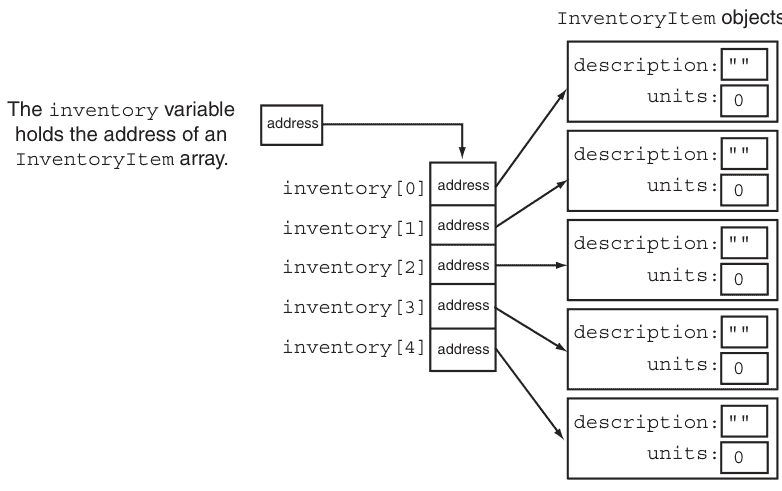 InventoryItem objects
description: ""
units: 0
The inventory variable
holds the address of an
InventoryItem array.
address
description: ""
units: 0
inventory[0] address
inventory[1] address
description: ""
units: 0
inventory[2] address
inventory[3] address
description: ""
units: 0
inventory[4] address
description: ""
units: 0